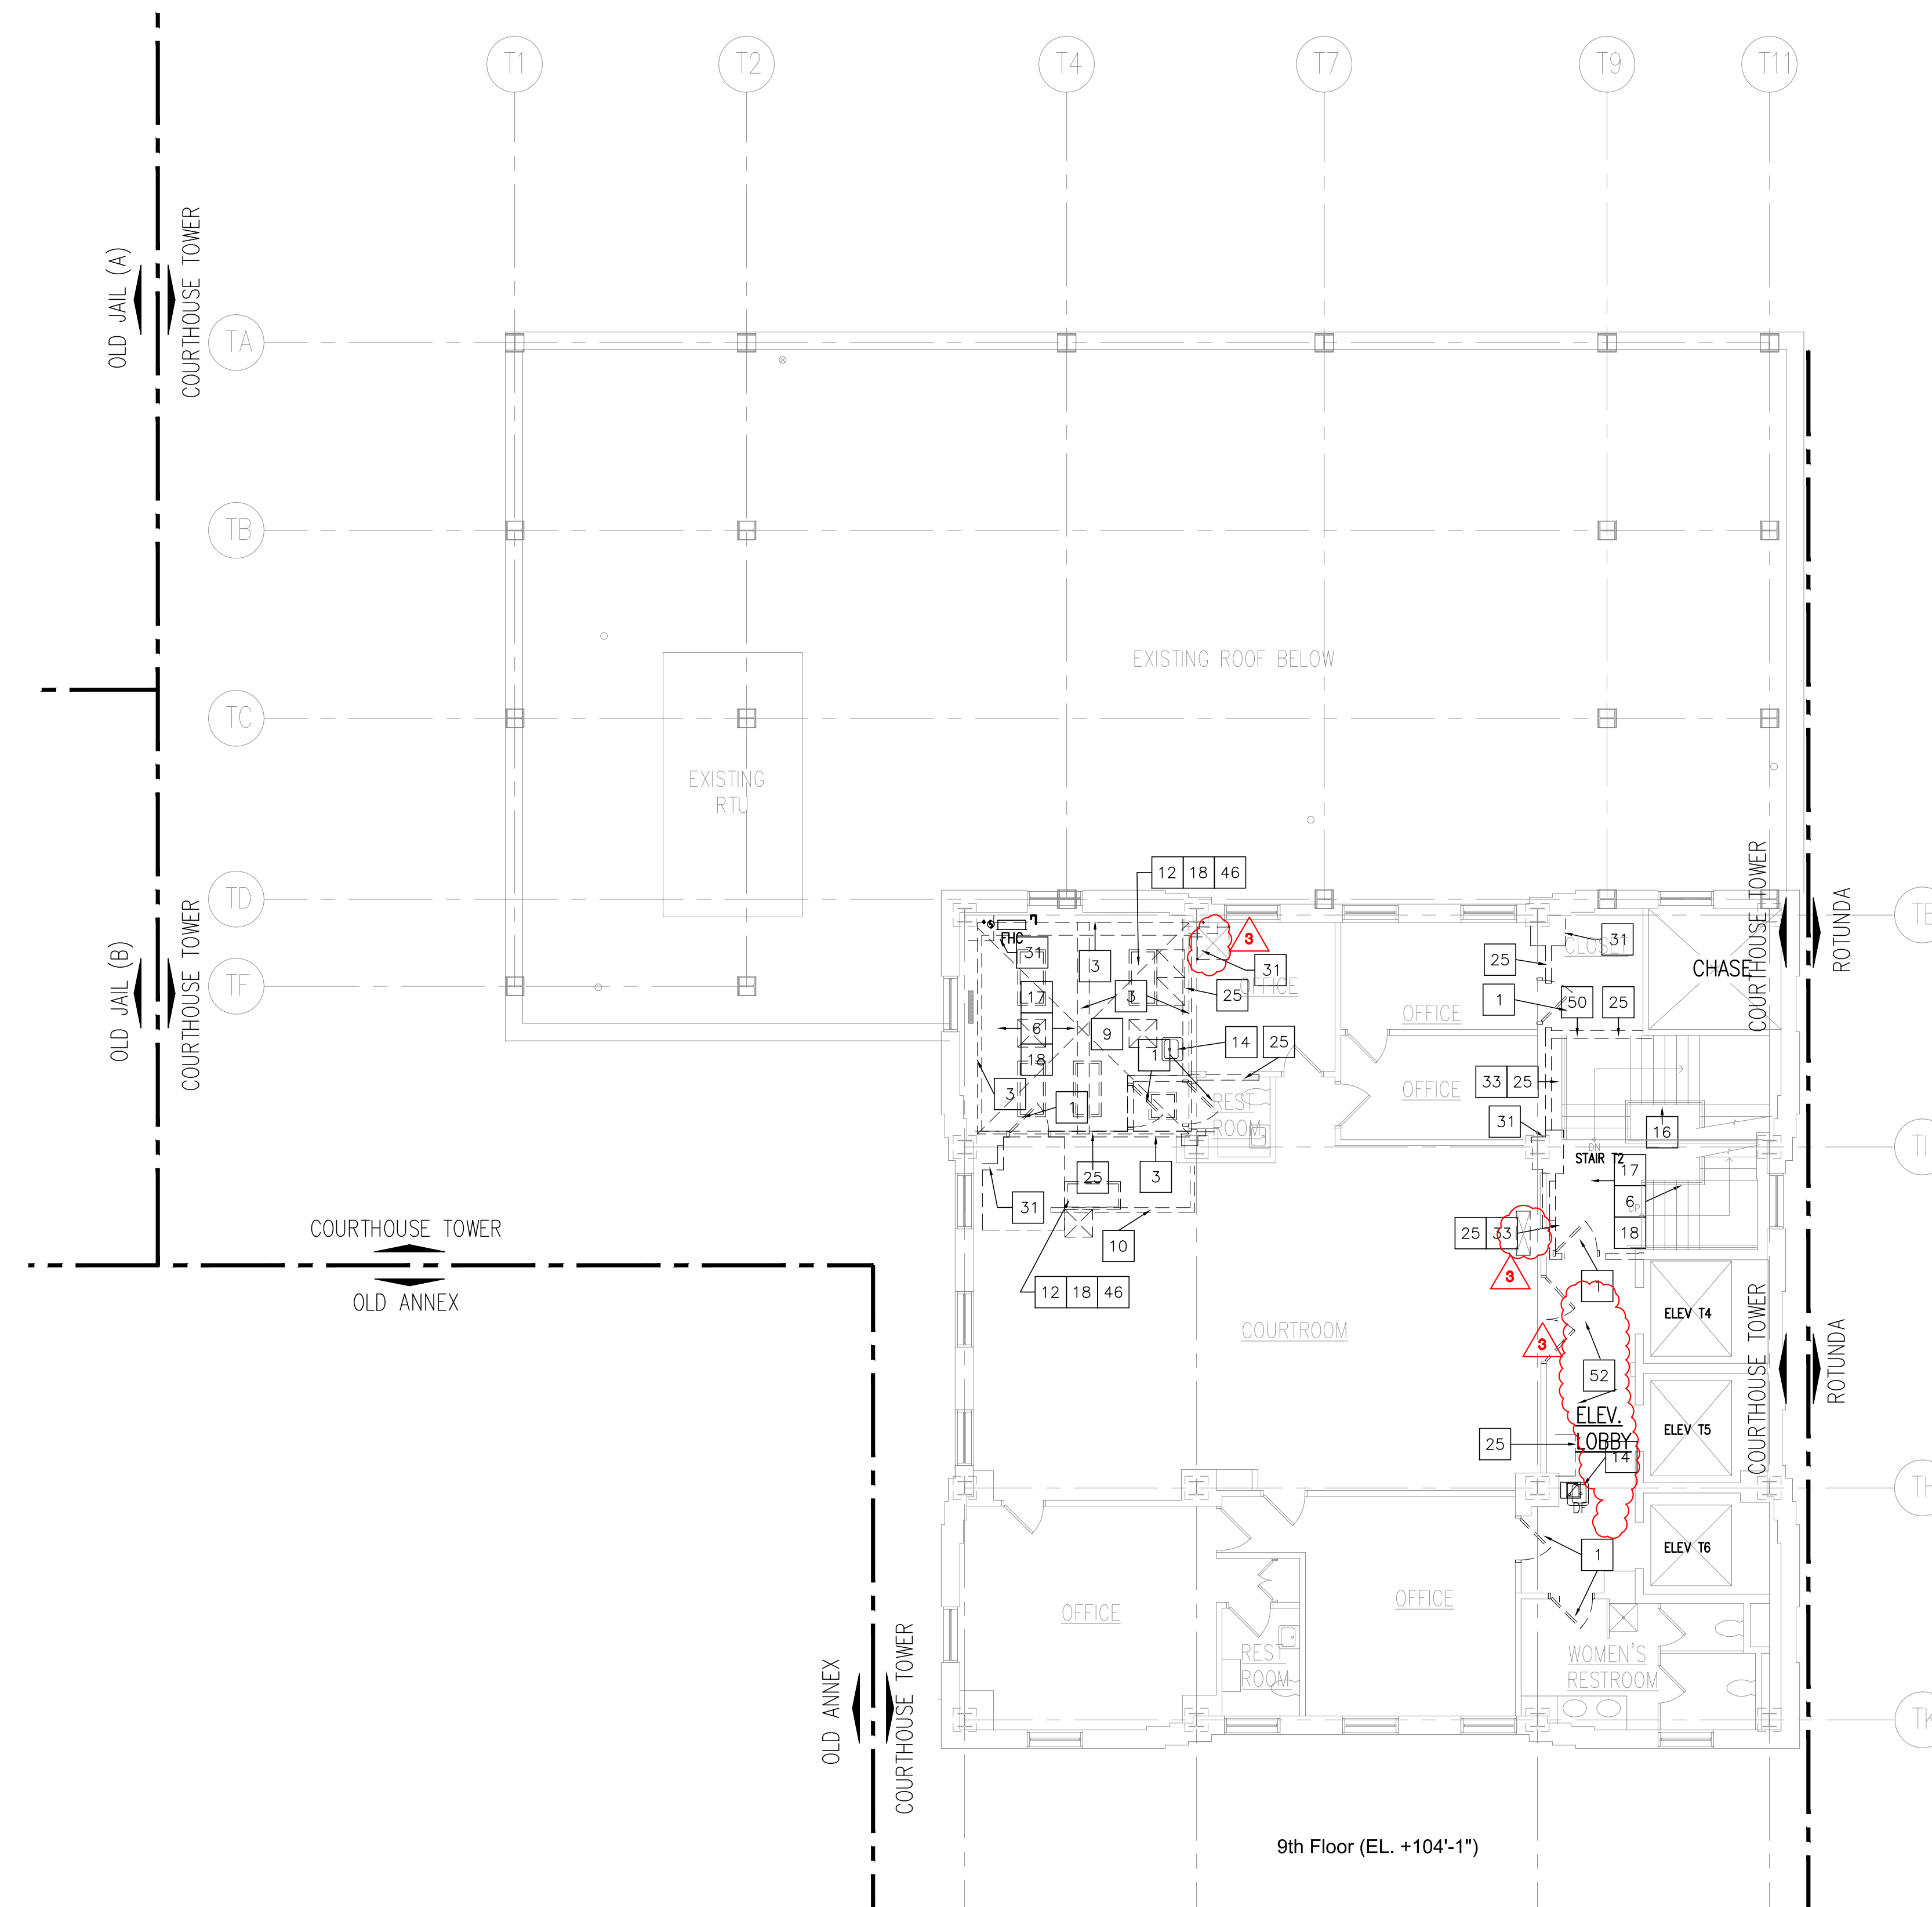 T1
T2
T4
T7
T9
T11
OLD JAIL (A)
COURTHOUSE TOWER
TA
TB
EXISTING ROOF BELOW
TC
EXISTING
RTU
COURTHOUSE TOWER
ROTUNDA
12 18 46
TD
OLD JAIL (B)
COURTHOUSE TOWER
FHC
31
3
3
31
OFFICE
25
31
CLOSET
25
CHASE
TF
17
3
OFFICE
1
50
25
6
9
14
25
18
1
3
1
REST
ROOM
OFFICE
33 25
31
16
DN
STAIR T2
17
25
3
6
UP
31
25 33
18
10
3
COURTHOUSE TOWER
OLD ANNEX
12 18 46
1
ELEV T4
COURTROOM
3
52
COURTHOUSE TOWER
ROTUNDA
ELEV.
LOBBY
ELEV T5
25
14
DF
ELEV T6
1
OFFICE
OFFICE
REST
ROOM
WOMEN'S
RESTROOM
OLD ANNEX
COURTHOUSE TOWER
9th Floor (EL. +104'-1")